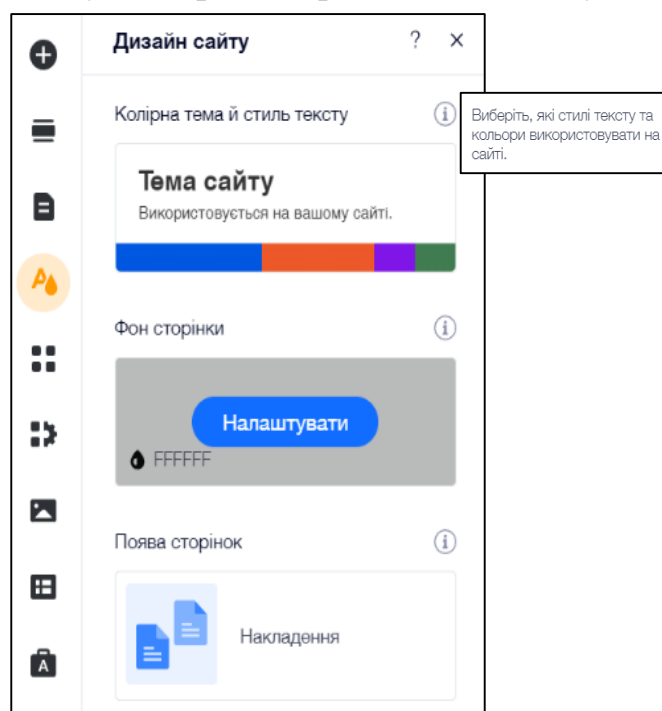 Дизайн сайту ? ×
Колірна тема й стиль тексту
Виберіть, які стилі тексту та
кольори використовувати на
сайті.
Тема сайту
Використовується на вашому сайті.
Фон сторінки
Налаштувати
FFFFFF
Поява сторінок
Накладення
A